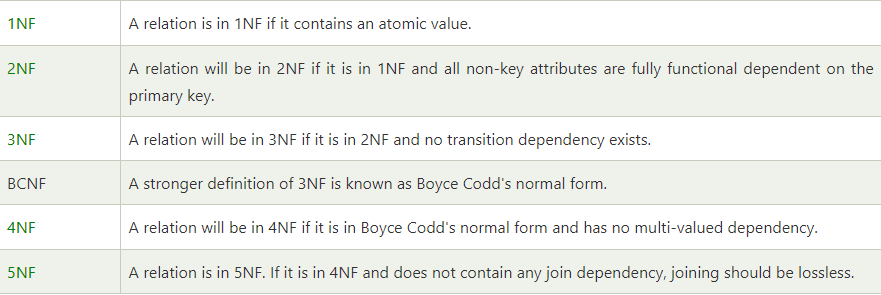 1NF A relation is in 1NF if it contains an atomic value.
2NF A relation will be in 2NF if it is in 1NF and all non-key attributes are fully functional dependent on the
primary key.
3NF A relation will be in 3NF if it is in 2NF and no transition dependency exists.
BCNF A stronger definition of 3NF is known as Boyce Codd's normal form.
4NF A relation will be in 4NF if it is in Boyce Codd's normal form and has no multi-valued dependency.
5NF A relation is in 5NF. If it is in 4NF and does not contain any join dependency, joining should be lossless.